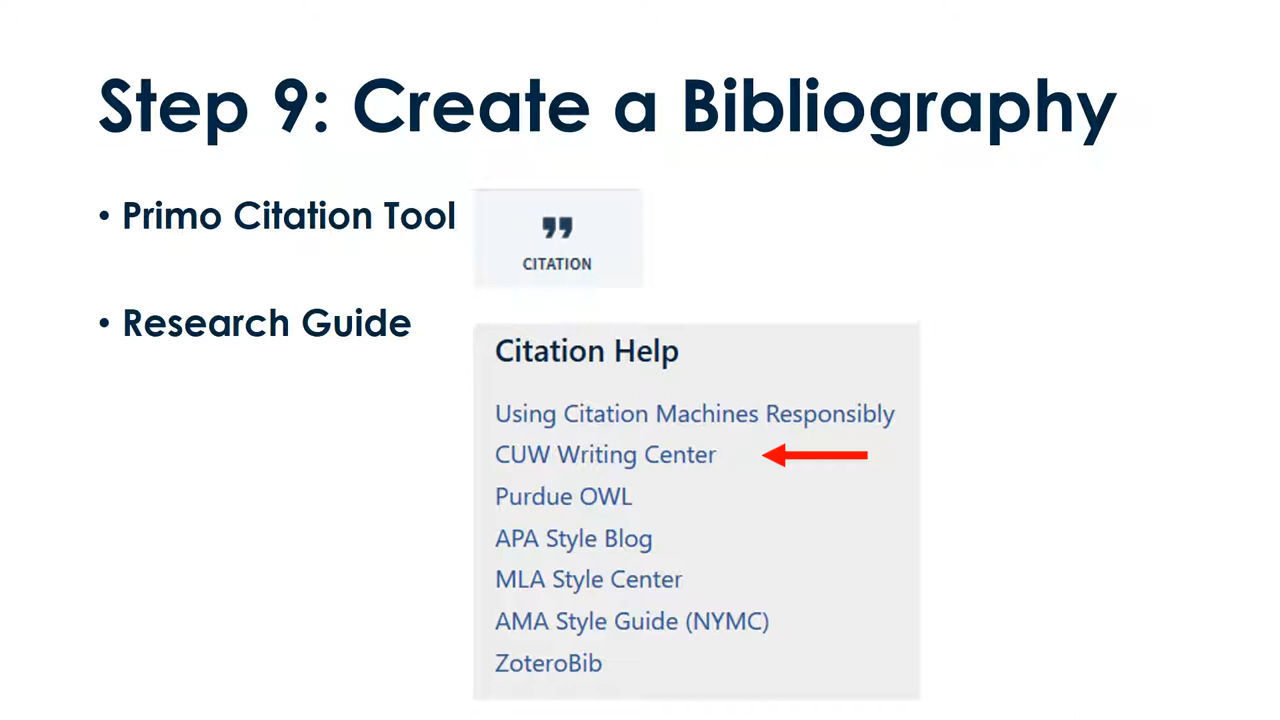 Step 9: Create a Bibliography
• Primo Citation Tool
CITATION
• Research Guide
Citation Help
Using Citation Machines Responsibly
CUW Writing Center
Purdue OWL
APA Style Blog
MLA Style Center
AMA Style Guide (NYMC)
ZoteroBib